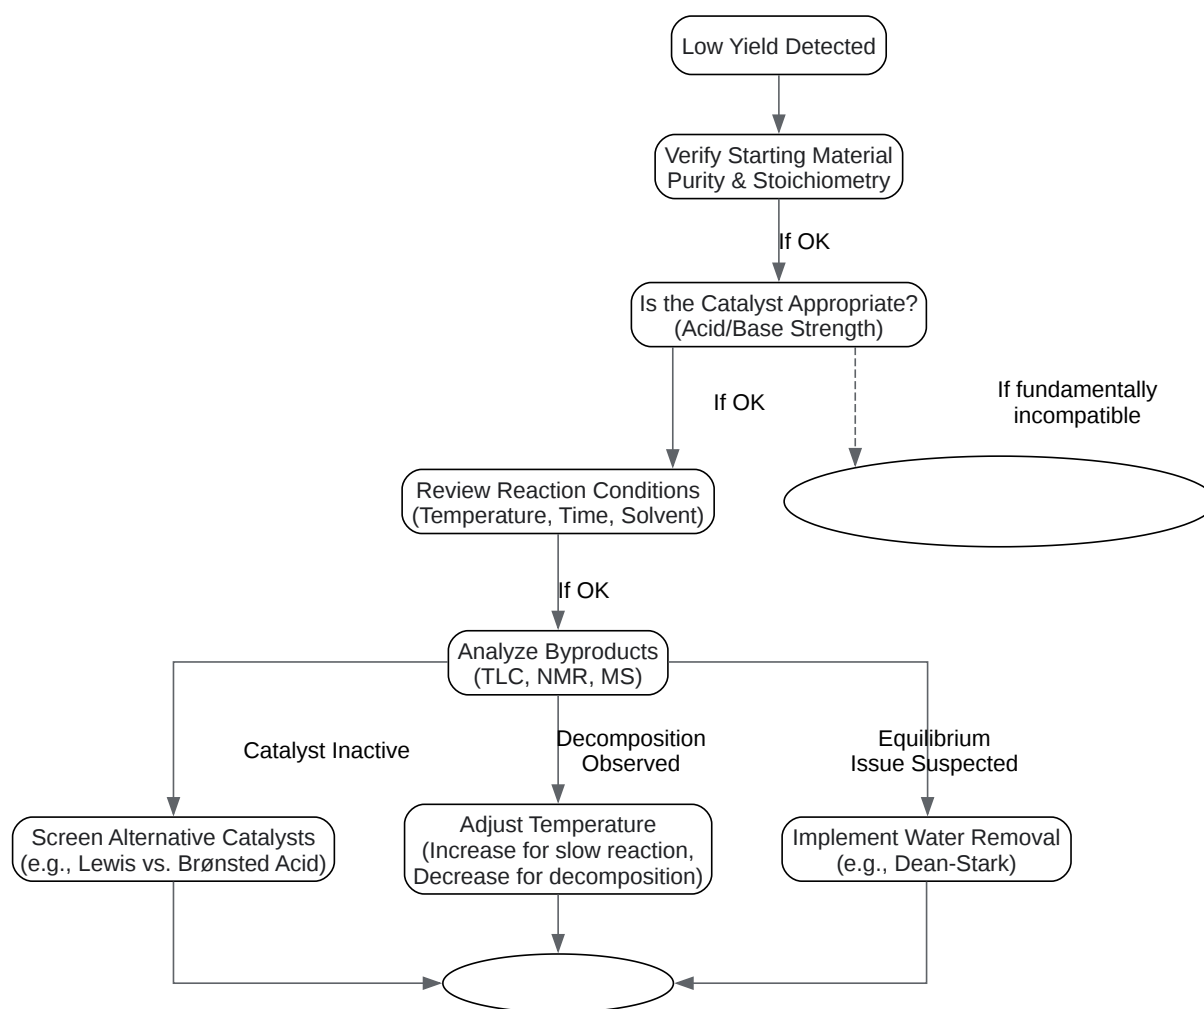 Low Yield Detected
Verify Starting Material
Purity & Stoichiometry
If OK
Is the Catalyst Appropriate?
(Acid/Base Strength)
If OK
If fundamentally
incompatible
Review Reaction Conditions
(Temperature, Time, Solvent)
If OK
Analyze Byproducts
(TLC, NMR, MS)
Catalyst Inactive
Decomposition
Observed
Equilibrium
Issue Suspected
Screen Alternative Catalysts
(e.g., Lewis vs. Brønsted Acid)
Adjust Temperature
(Increase for slow reaction,
Decrease for decomposition)
Implement Water Removal
(e.g., Dean-Stark)